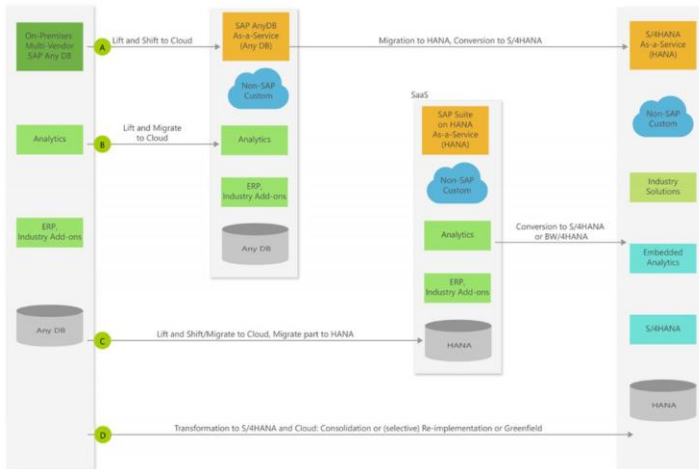 On-Premises
Multi-Vendor
SAP Any DB
Analytics
ERP,
Industry Add-ons
Any DB
A
Lift and Shift to Cloud
B
Lift and Migrate
to Cloud
SAP AnyDB
As-a-Service
(Any DB)
Non-SAP
Custom
Analytics
ERP,
Industry Add-ons
Any DB
Migration to HANA, Conversion to S/4HANA
SaaS
SAP Suite
on HANA
As-a-Service
(HANA)
Non-SAP
Custom
Analytics
ERP,
Industry Add-ons
HANA
Conversion to S/4HANA
or BW/4HANA
C
Lift and Shift/Migrate to Cloud, Migrate part to HANA
D
Transformation to S/4HANA and Cloud: Consolidation or (selective) Re-implementation or Greenfield
S/4HANA
As-a-Service
(HANA)
Non-SAP
Custom
Industry
Solutions
Embedded
Analytics
S/4HANA
HANA